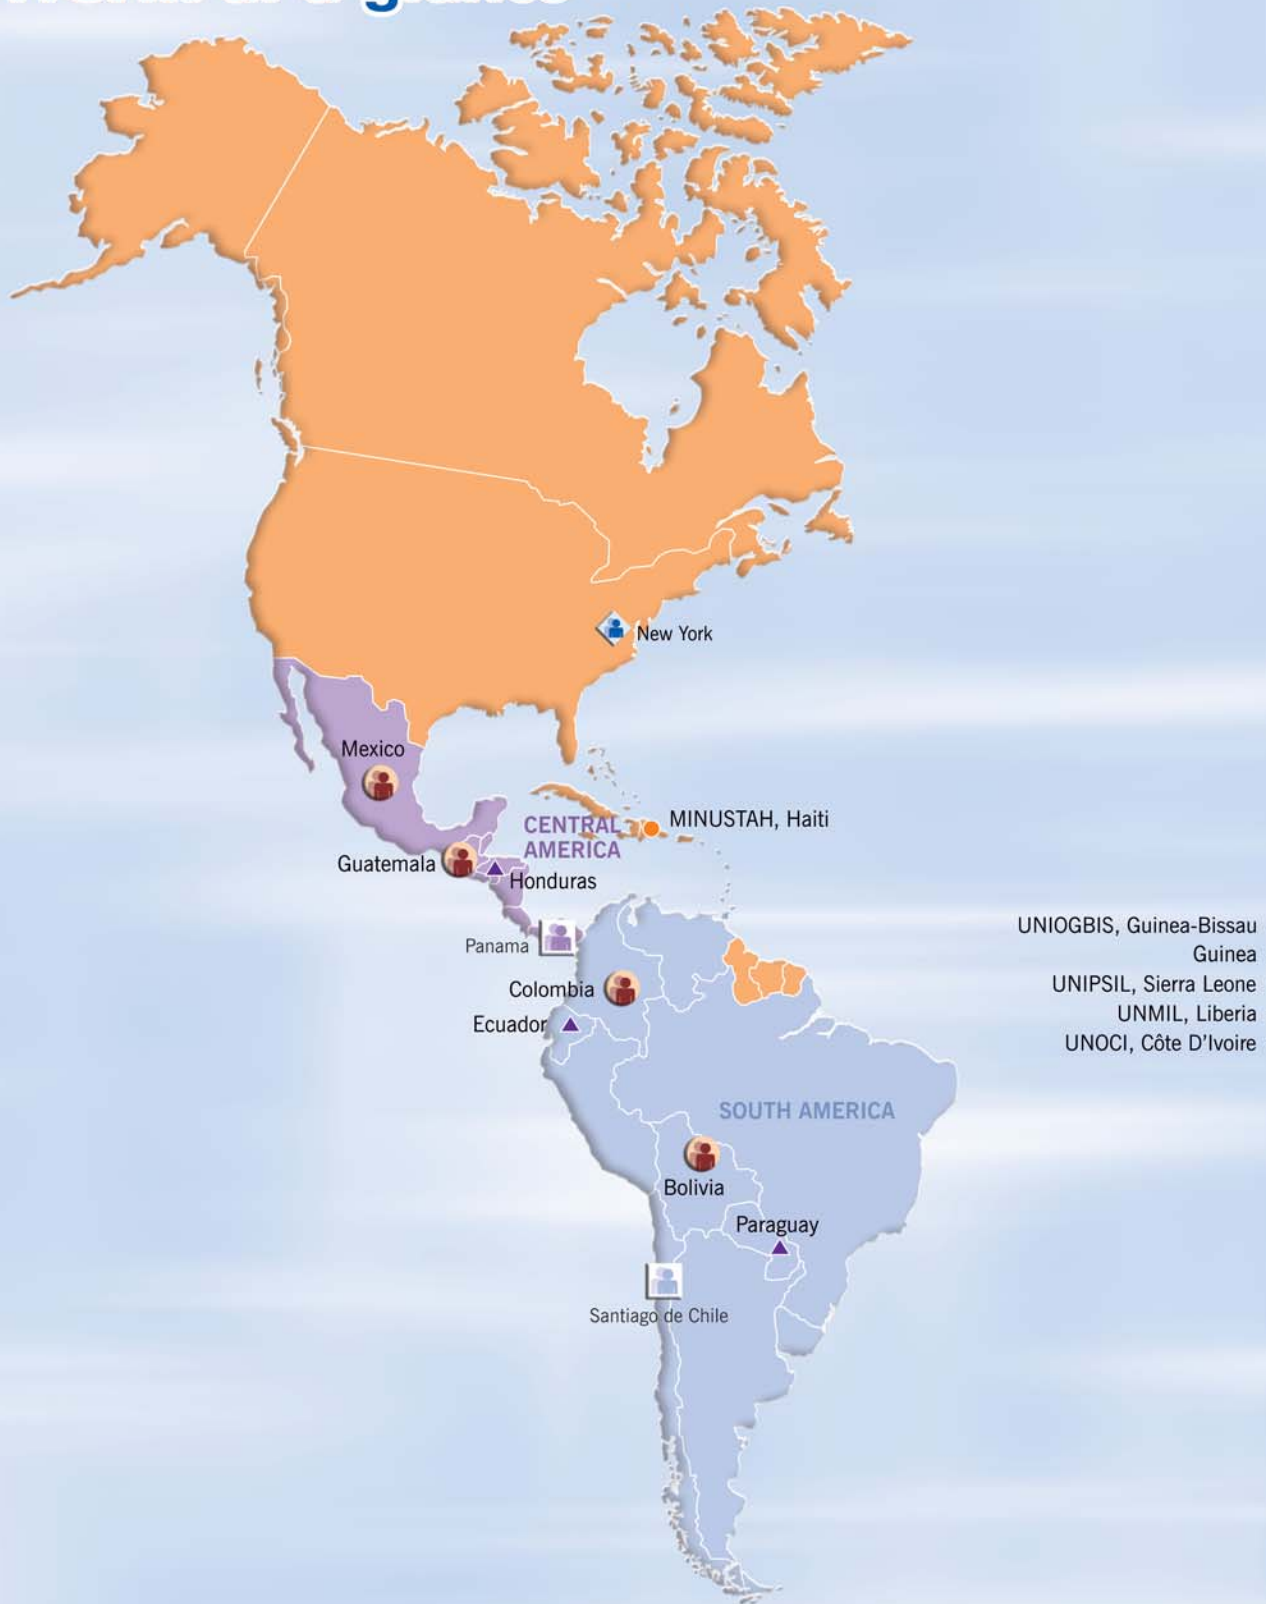 New York
Mexico
CENTRAL
AMERICA
MINUSTAH, Haiti
Guatemala
Honduras
Panama
Colombia
Ecuador
UNIOGBIS, Guinea-Bissau
Guinea
UNIPSIL, Sierra Leone
UNMIL, Liberia
UNOCI, Côte D'Ivoire
SOUTH AMERICA
Bolivia
Paraguay
Santiago de Chile